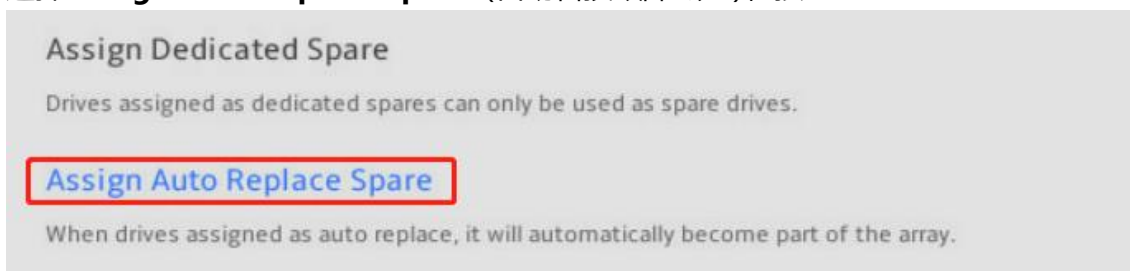 Assign Dedicated Spare
Drives assigned as dedicated spares can only be used as spare drives.
Assign Auto Replace Spare
When drives assigned as auto replace, it will automatically become part of the array.